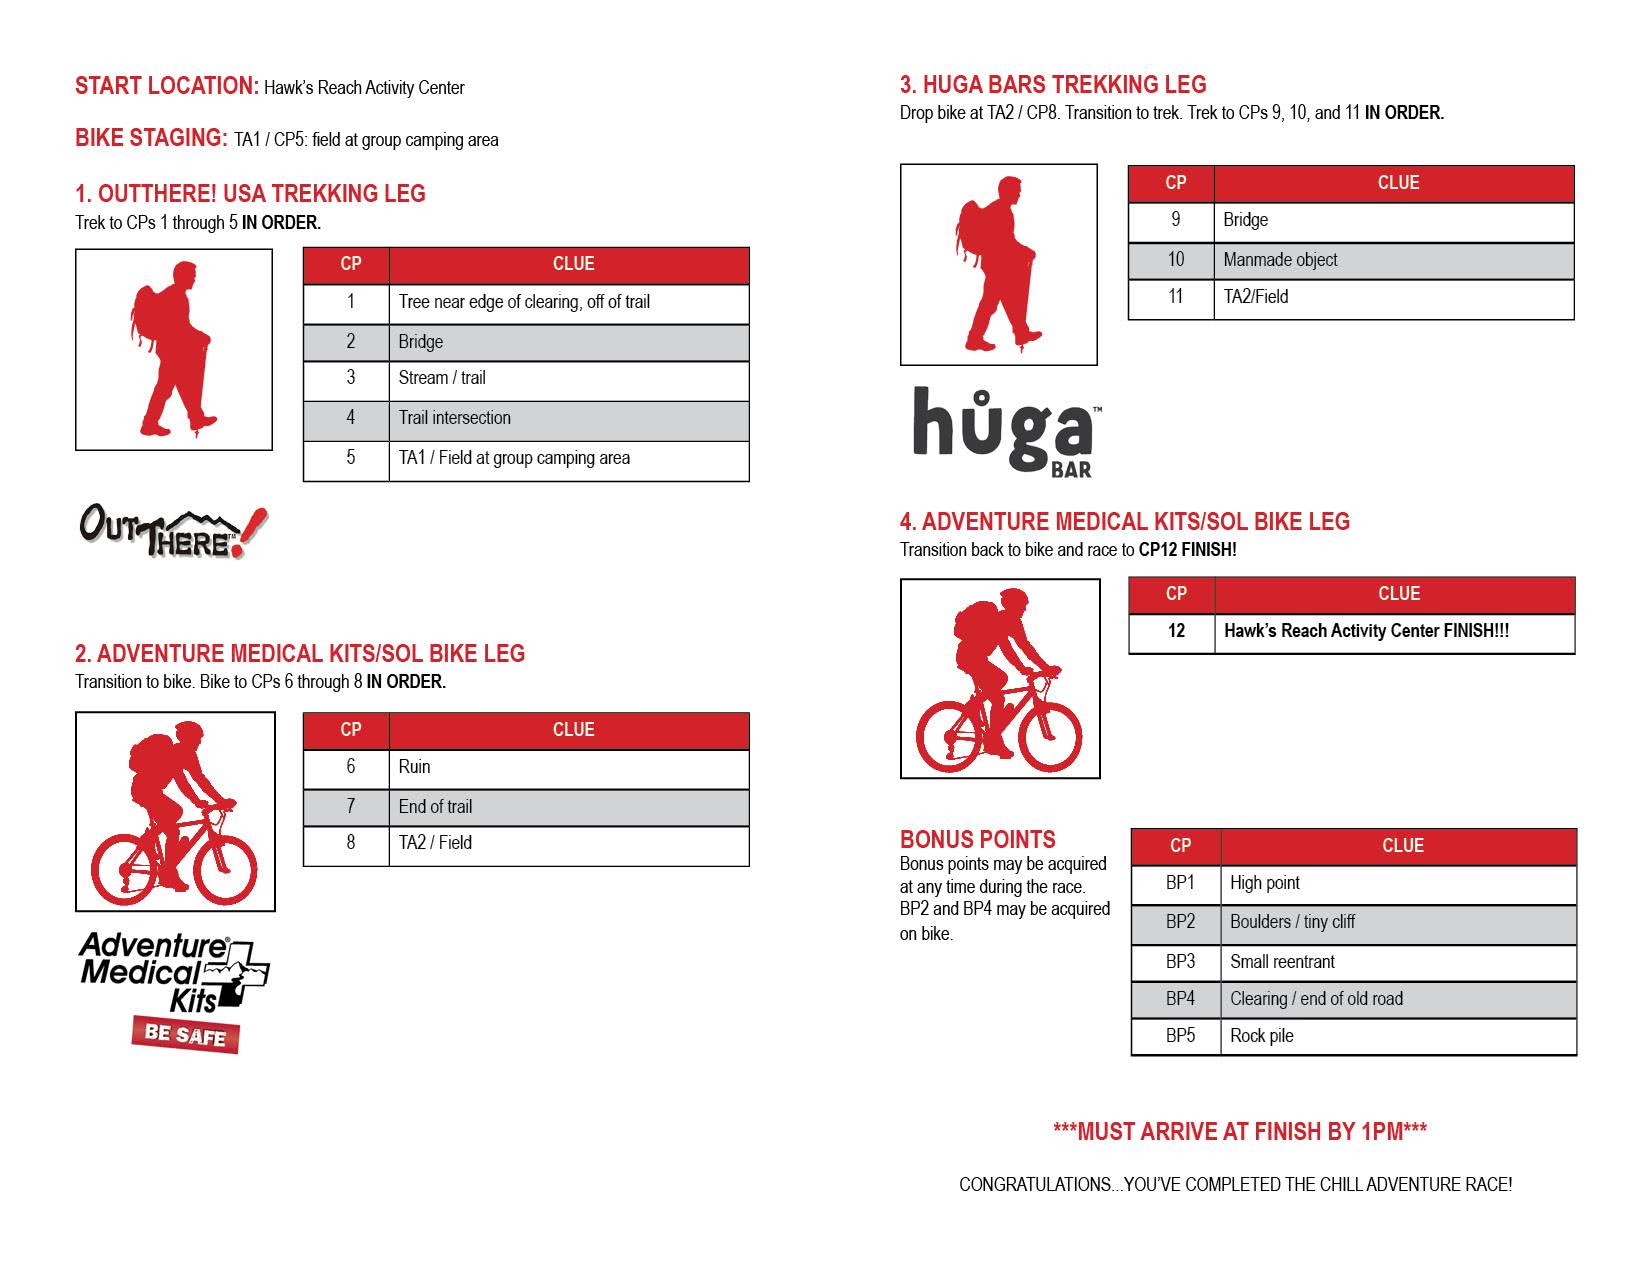 START LOCATION: Hawk's Reach Activity Center
BIKE STAGING: TA1 / CP5: field at group camping area
1. OUTTHERE! USA TREKKING LEG
Trek to CPs 1 through 5 IN ORDER.
CP CLUE
1 Tree near edge of clearing, off of trail
2 Bridge
3 Stream / trail
4 Trail intersection
5 TA1 / Field at group camping area
OUTTHERE!™
2. ADVENTURE MEDICAL KITS/SOL BIKE LEG
Transition to bike. Bike to CPs 6 through 8 IN ORDER.
CP CLUE
6 Ruin
7 End of trail
8 TA2 / Field
Adventure®
Medical
Kits
BE SAFE
3. HUGA BARS TREKKING LEG
Drop bike at TA2 / CP8. Transition to trek. Trek to CPs 9, 10, and 11 IN ORDER.
CP CLUE
9 Bridge
10 Manmade object
11 TA2/Field
hůga™
BAR
4. ADVENTURE MEDICAL KITS/SOL BIKE LEG
Transition back to bike and race to CP12 FINISH!
CP CLUE
12 Hawk's Reach Activity Center FINISH!!!
BONUS POINTS
Bonus points may be acquired
at any time during the race.
BP2 and BP4 may be acquired
on bike.
CP CLUE
BP1 High point
BP2 Boulders / tiny cliff
BP3 Small reentrant
BP4 Clearing / end of old road
BP5 Rock pile
***MUST ARRIVE AT FINISH BY 1PM***
CONGRATULATIONS...YOU'VE COMPLETED THE CHILL ADVENTURE RACE!